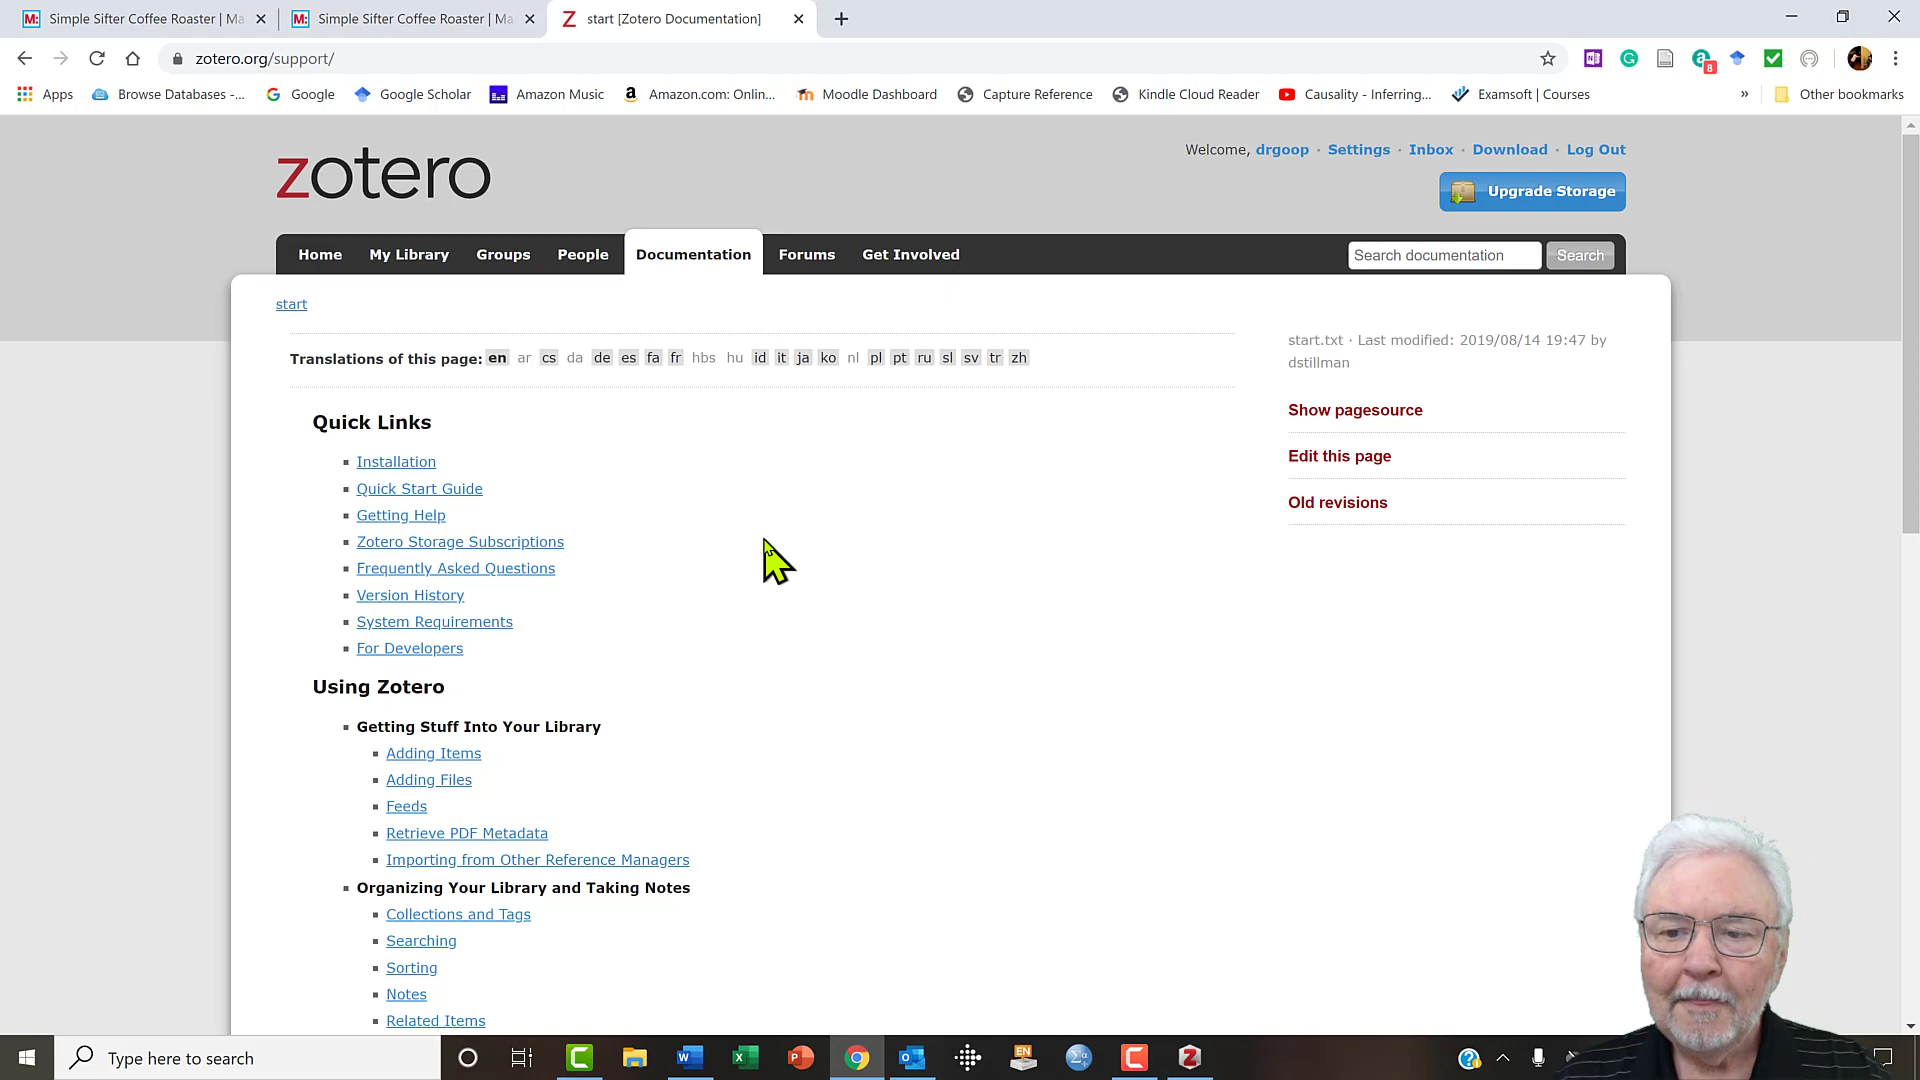 Simple Sifter Coffee Roaster | Ma
Simple Sifter Coffee Roaster | Ma
start [Zotero Documentation]
zotero.org/support/
8
Apps
Browse Databases -...
Google
Google Scholar
Amazon Music
Amazon.com: Onlin...
Moodle Dashboard
Capture Reference
Kindle Cloud Reader
Causality - Inferring...
Examsoft | Courses
»
Other bookmarks
zotero
Welcome, drgoop · Settings · Inbox · Download · Log Out
Upgrade Storage
Home
My Library
Groups
People
Documentation
Forums
Get Involved
Search documentation
Search
start
Translations of this page: en ar cs da de es fa fr hbs hu id it ja ko nl pl pt ru sl sv tr zh
start.txt · Last modified: 2019/08/14 19:47 by
dstillman
Show pagesource
Edit this page
Old revisions
Quick Links
Installation
Quick Start Guide
Getting Help
Zotero Storage Subscriptions
Frequently Asked Questions
Version History
System Requirements
For Developers
Using Zotero
Getting Stuff Into Your Library
Adding Items
Adding Files
Feeds
Retrieve PDF Metadata
Importing from Other Reference Managers
Organizing Your Library and Taking Notes
Collections and Tags
Searching
Sorting
Notes
Related Items
Type here to search